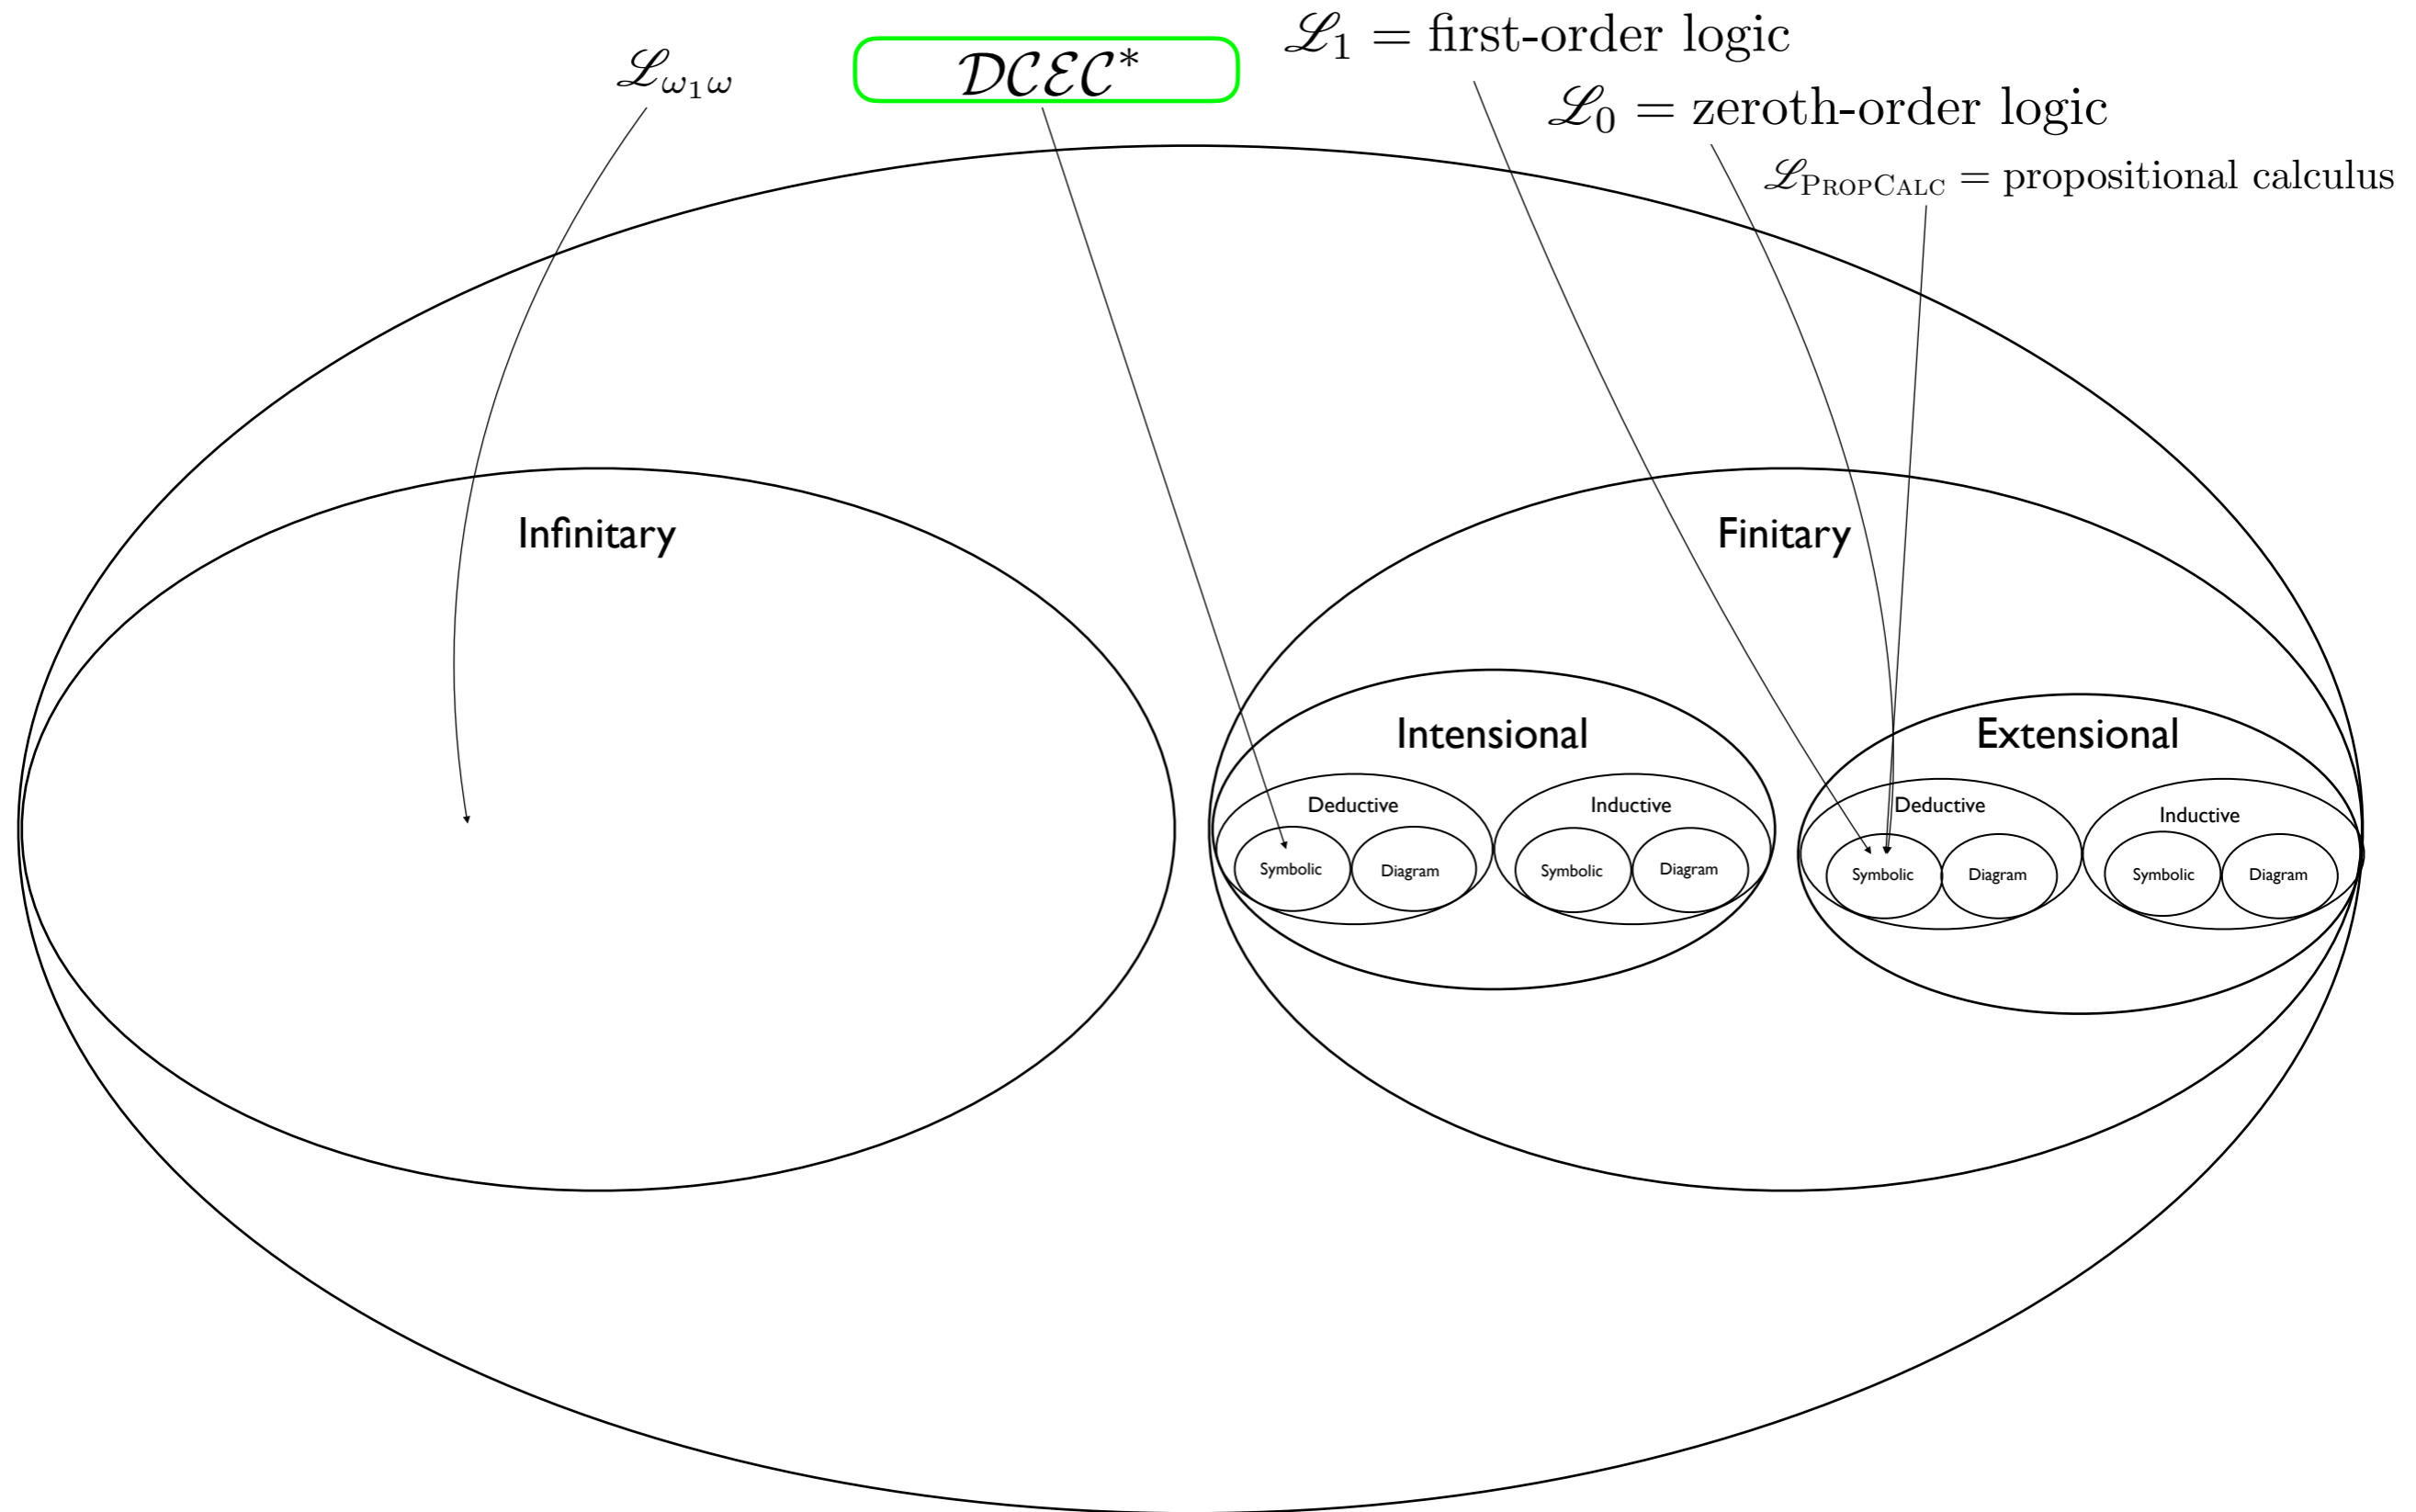 ℒ₁ = first-order logic
ℒ_{ω₁ω}
𝒟𝒞ℰ𝒞*
ℒ₀ = zeroth-order logic
ℒ_{PROPCALC} = propositional calculus
Infinitary
Finitary
Intensional
Extensional
Deductive
Inductive
Deductive
Inductive
Symbolic
Diagram
Symbolic
Diagram
Symbolic
Diagram
Symbolic
Diagram